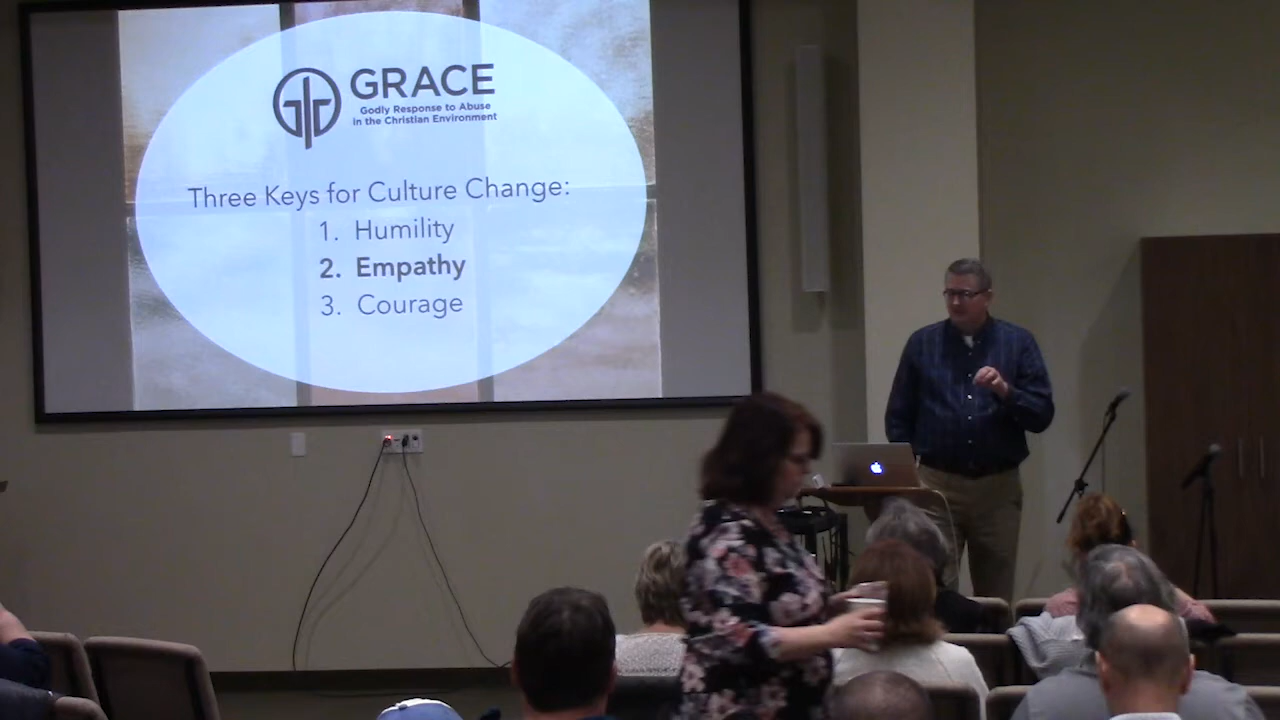 GRACE
Godly Response to Abuse
in the Christian Environment
Three Keys for Culture Change:
1. Humility
2. Empathy
3. Courage